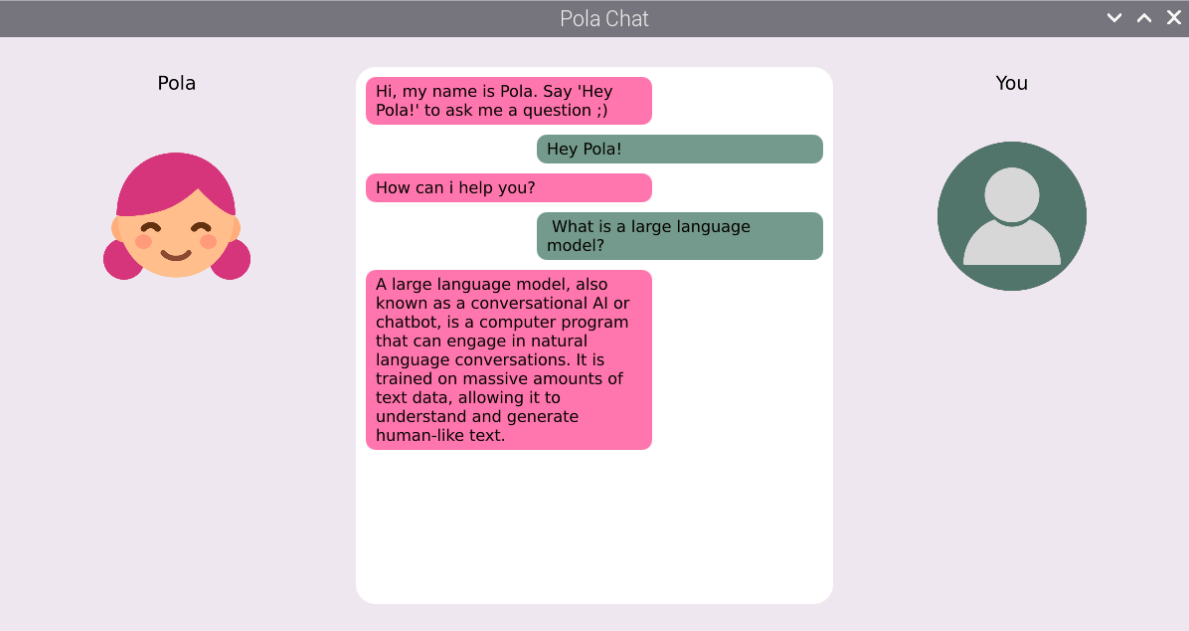 Pola Chat
Pola
You
Hi, my name is Pola. Say 'Hey
Pola!' to ask me a question ;)
Hey Pola!
How can i help you?
What is a large language
model?
A large language model, also
known as a conversational AI or
chatbot, is a computer program
that can engage in natural
language conversations. It is
trained on massive amounts of
text data, allowing it to
understand and generate
human-like text.